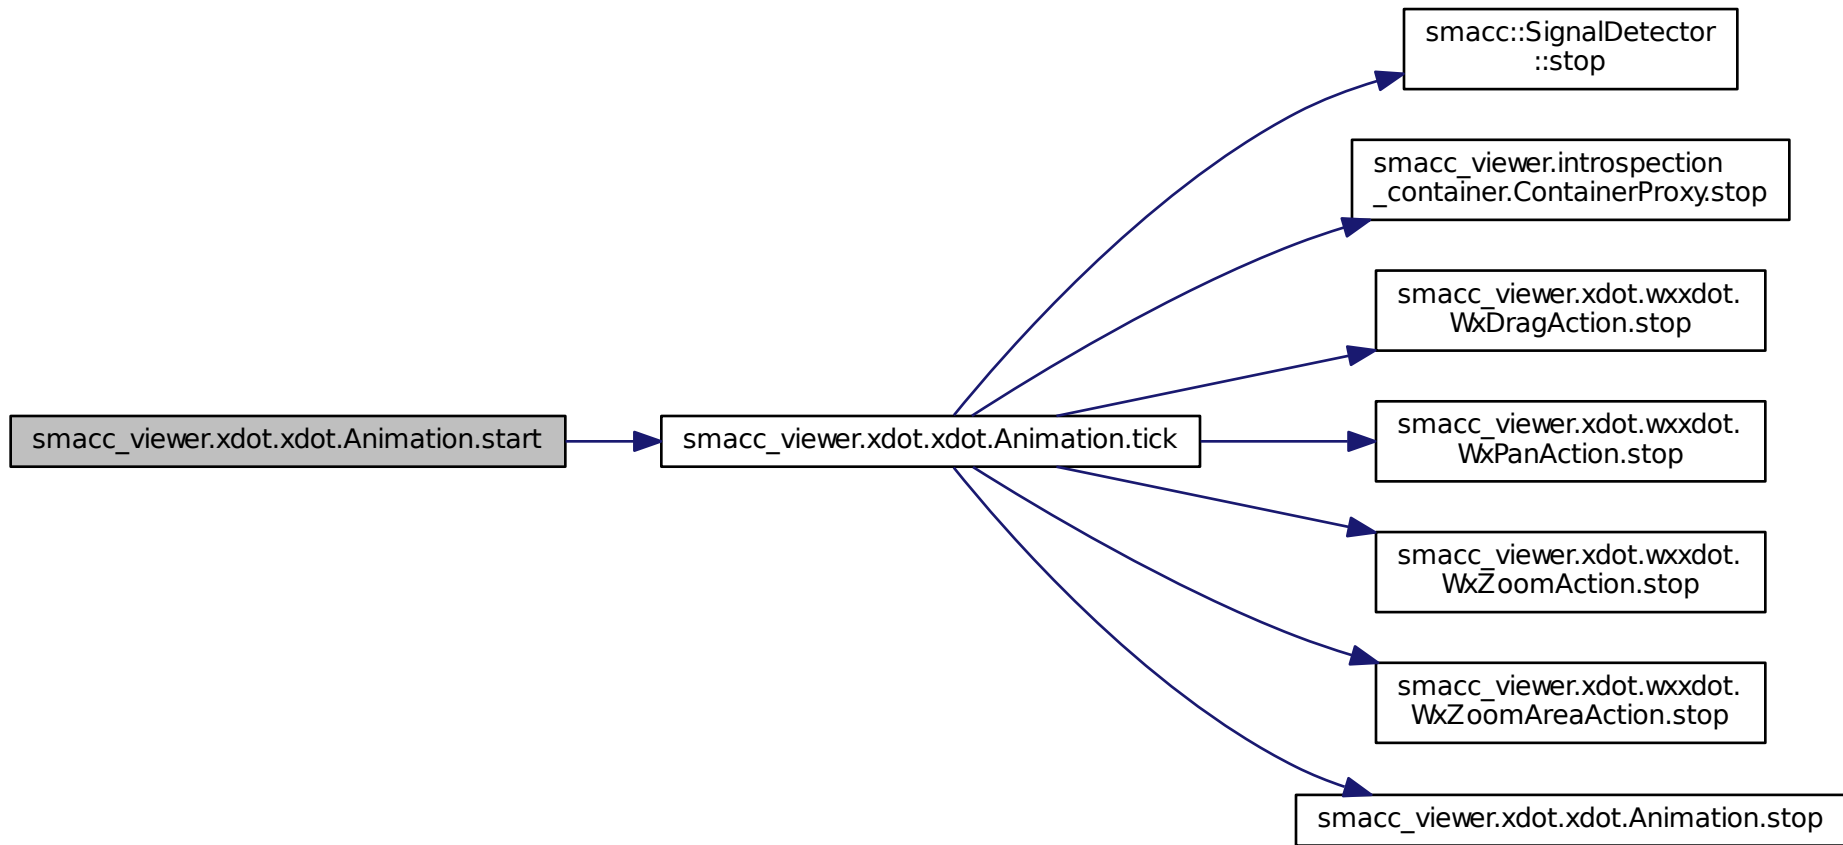 smacc_viewer.xdot.xdot.Animation.start
smacc_viewer.xdot.xdot.Animation.tick
smacc::SignalDetector
::stop
smacc_viewer.introspection
_container.ContainerProxy.stop
smacc_viewer.xdot.wxxdot.
WxDragAction.stop
smacc_viewer.xdot.wxxdot.
WxPanAction.stop
smacc_viewer.xdot.wxxdot.
WxZoomAction.stop
smacc_viewer.xdot.wxxdot.
WxZoomAreaAction.stop
smacc_viewer.xdot.xdot.Animation.stop